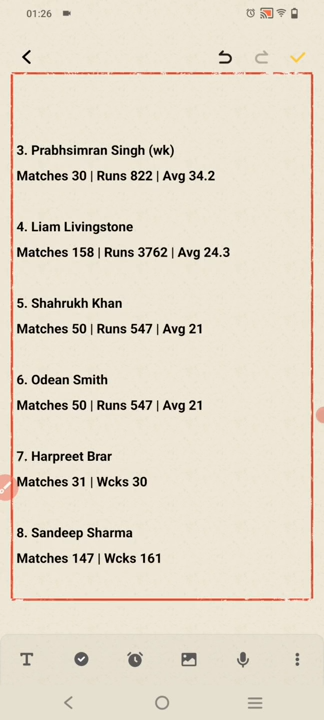 01:26
3. Prabhsimran Singh (wk)
Matches 30 | Runs 822 | Avg 34.2
4. Liam Livingstone
Matches 158 | Runs 3762 | Avg 24.3
5. Shahrukh Khan
Matches 50 | Runs 547 | Avg 21
6. Odean Smith
Matches 50 | Runs 547 | Avg 21
7. Harpreet Brar
Matches 31 | Wcks 30
8. Sandeep Sharma
Matches 147 | Wcks 161
T